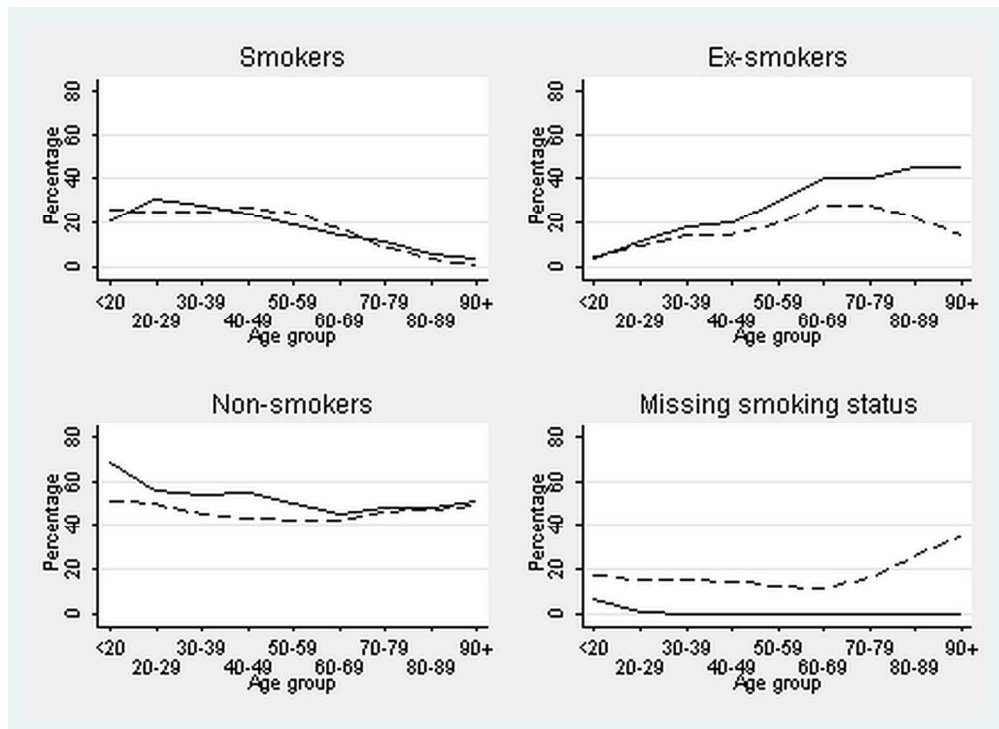 Smokers
Percentage
80
60
40
20
0
<20 30-39 50-59 70-79 90+
20-29 40-49 60-69 80-89
Age group
Ex-smokers
Percentage
80
60
40
20
0
<20 30-39 50-59 70-79 90+
20-29 40-49 60-69 80-89
Age group
Non-smokers
Percentage
80
60
40
20
0
<20 30-39 50-59 70-79 90+
20-29 40-49 60-69 80-89
Age group
Missing smoking status
Percentage
80
60
40
20
0
<20 30-39 50-59 70-79 90+
20-29 40-49 60-69 80-89
Age group